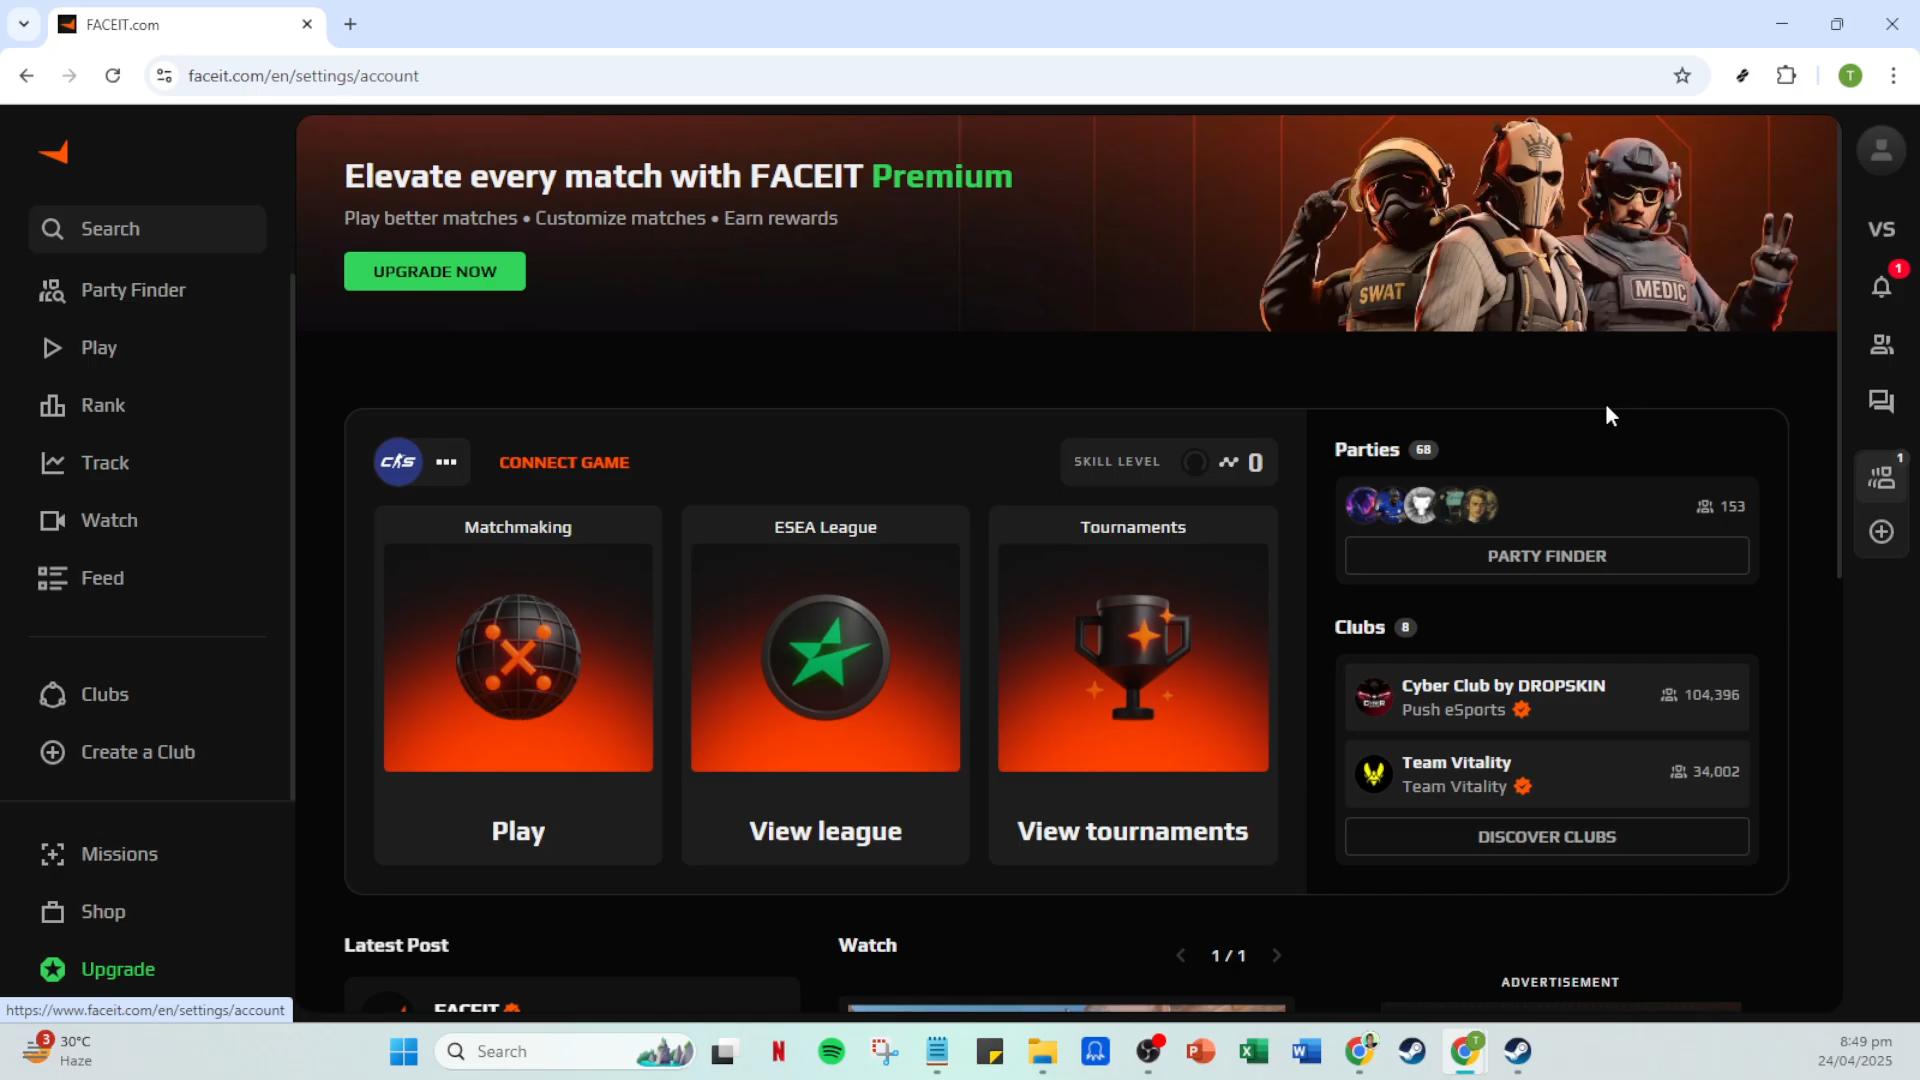 FACEIT.com
faceit.com/en/settings/account
T
Search
Party Finder
Play
Rank
Track
Watch
Feed
Clubs
Create a Club
Missions
Shop
Upgrade
https://www.faceit.com/en/settings/account
Elevate every match with FACEIT Premium
Play better matches • Customize matches • Earn rewards
UPGRADE NOW
SWAT
MEDIC
CONNECT GAME
SKILL LEVEL 0
Matchmaking
Play
ESEA League
View league
Tournaments
View tournaments
Parties 68
153
PARTY FINDER
Clubs 8
Cyber Club by DROPSKIN
Push eSports
104,396
Team Vitality
Team Vitality
34,002
DISCOVER CLUBS
Latest Post
FACEIT
Watch
1 / 1
ADVERTISEMENT
VS
1
1
3
30°C
Haze
Search
8:49 pm
24/04/2025